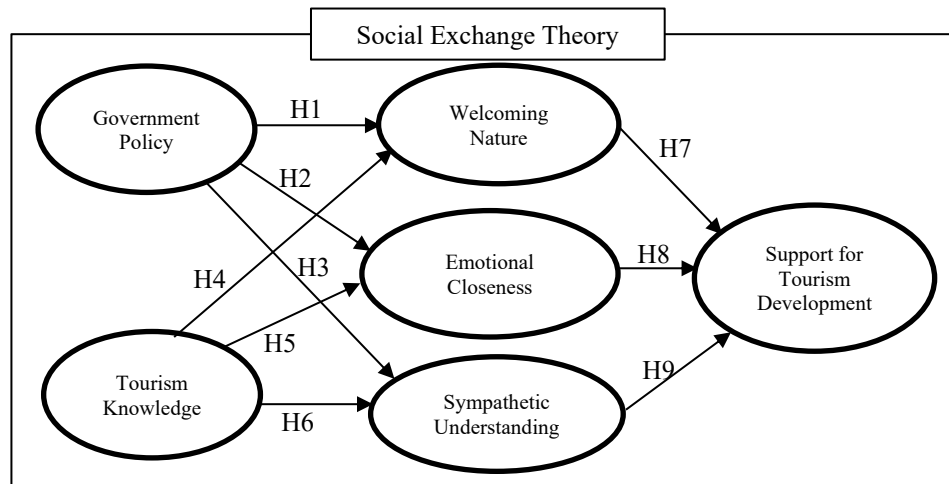 Social Exchange Theory
Government
Policy
H1
Welcoming
Nature
H7
H2
H4
H3
Emotional
Closeness
H8
Support for
Tourism
Development
H5
Tourism
Knowledge
H6
Sympathetic
Understanding
H9